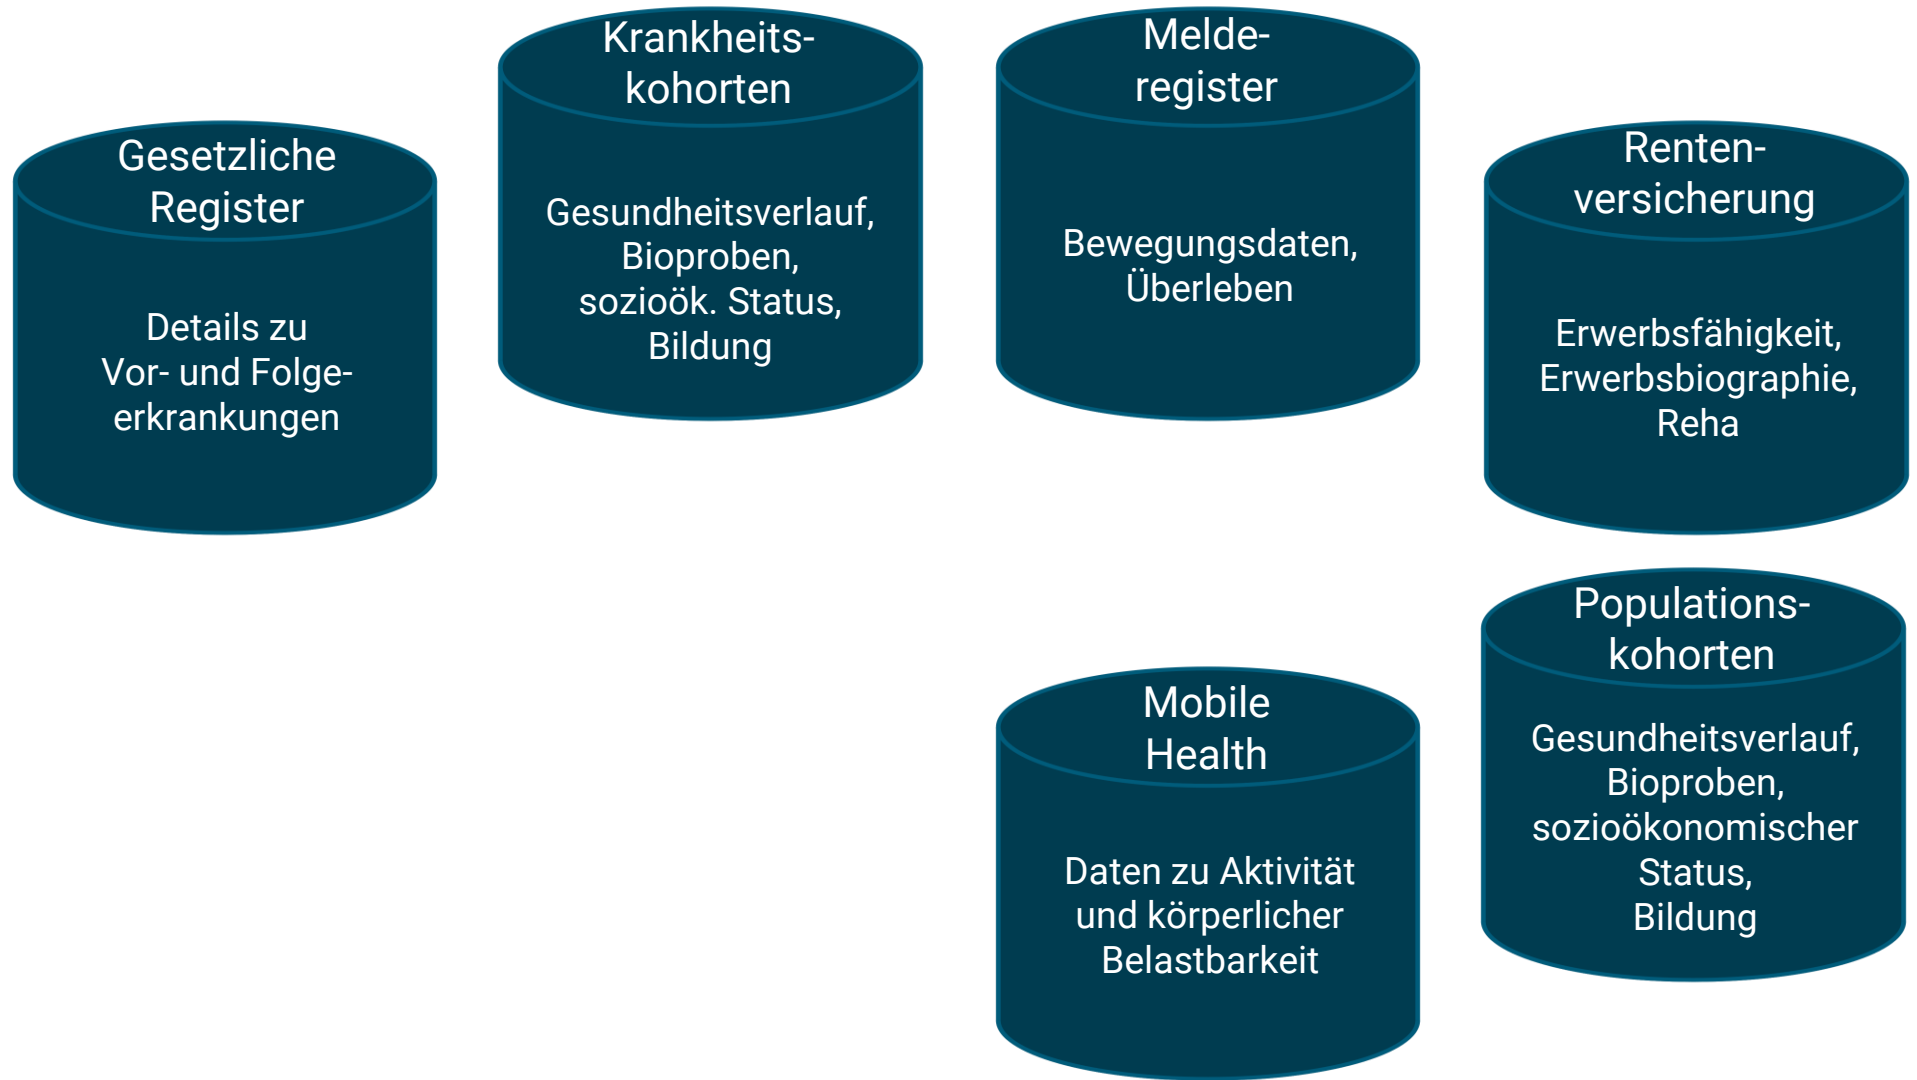 Gesetzliche
Register
Details zu
Vor- und Folge-
erkrankungen
Krankheits-
kohorten
Gesundheitsverlauf,
Bioproben,
sozioök. Status,
Bildung
Melde-
register
Bewegungsdaten,
Überleben
Renten-
versicherung
Erwerbsfähigkeit,
Erwerbsbiographie,
Reha
Mobile
Health
Daten zu Aktivität
und körperlicher
Belastbarkeit
Populations-
kohorten
Gesundheitsverlauf,
Bioproben,
sozioökonomischer
Status,
Bildung